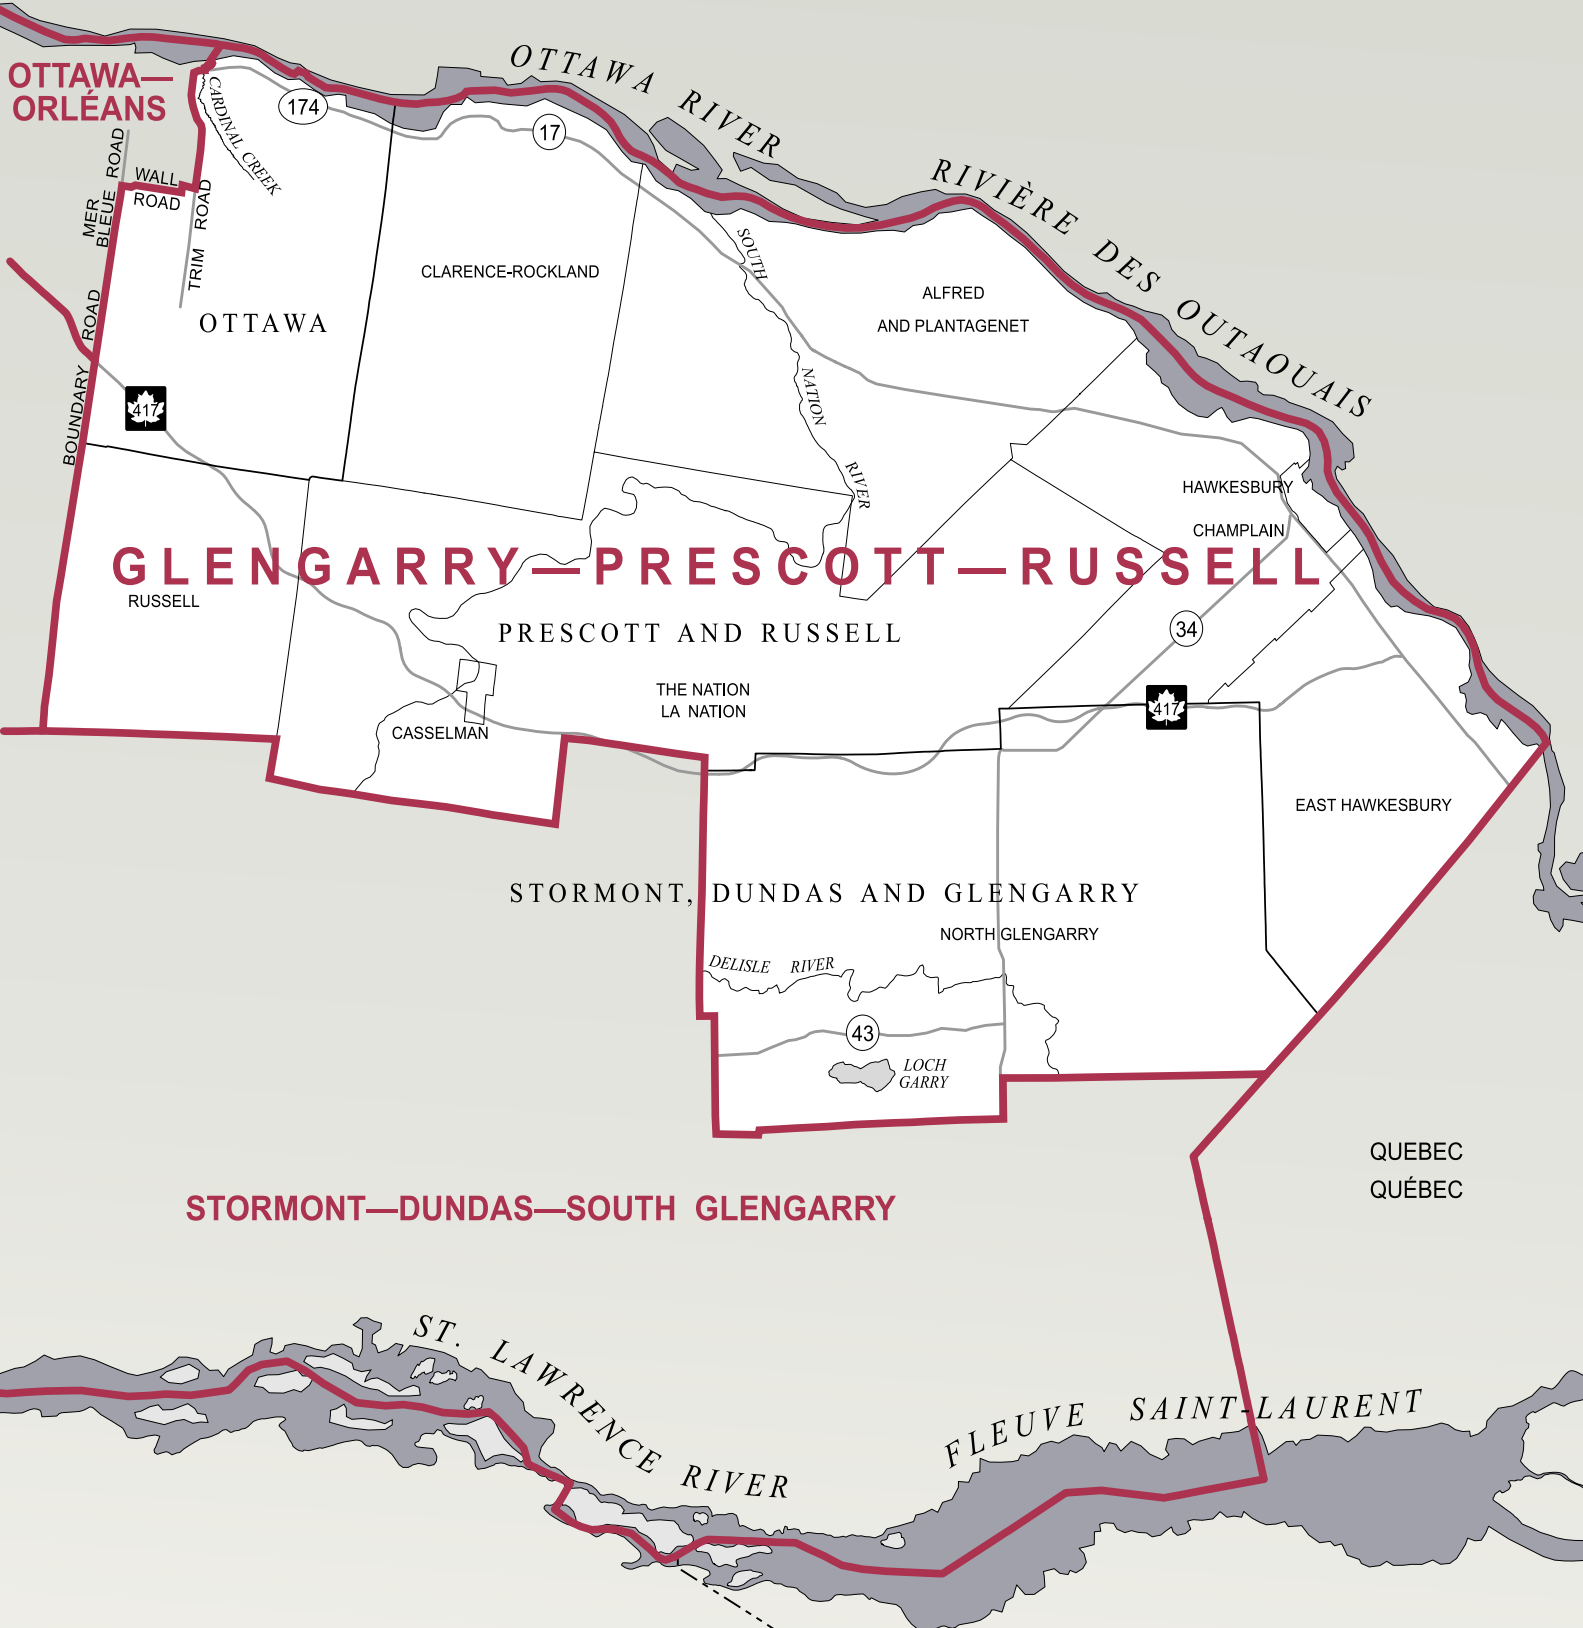 OTTAWA RIVER
RIVIÈRE DES OUTAOUAIS
OTTAWA—
ORLÉANS
174
17
CARDINAL CREEK
MER
BLEUE ROAD
WALL
ROAD
TRIM ROAD
BOUNDARY ROAD
OTTAWA
CLARENCE-ROCKLAND
SOUTH NATION RIVER
ALFRED
AND PLANTAGENET
417
HAWKESBURY
CHAMPLAIN
GLENGARRY—PRESCOTT—RUSSELL
RUSSELL
PRESCOTT AND RUSSELL
34
THE NATION
LA NATION
417
CASSELMAN
EAST HAWKESBURY
STORMONT, DUNDAS AND GLENGARRY
NORTH GLENGARRY
DELISLE RIVER
43
LOCH
GARRY
QUEBEC
QUÉBEC
STORMONT—DUNDAS—SOUTH GLENGARRY
ST. LAWRENCE RIVER
FLEUVE SAINT-LAURENT